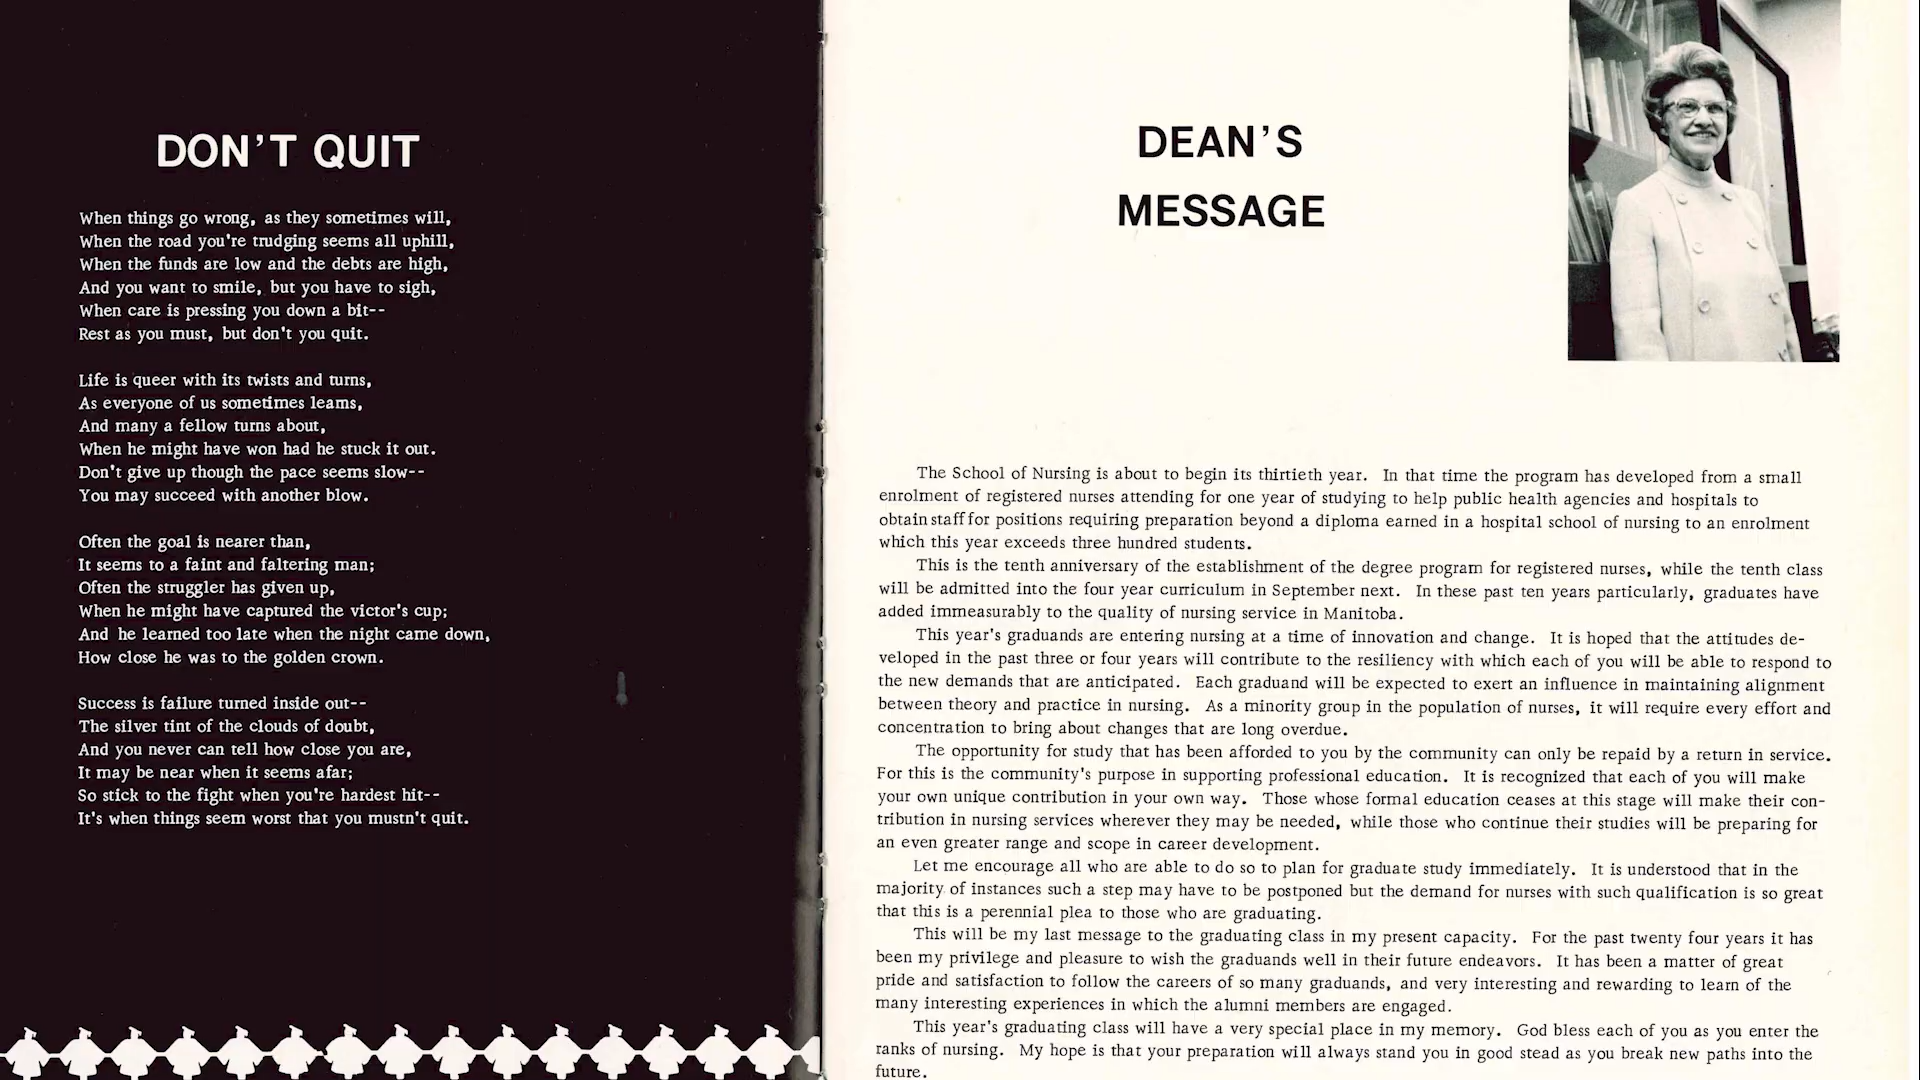 DON'T QUIT
When things go wrong, as they sometimes will,
When the road you're trudging seems all uphill,
When the funds are low and the debts are high,
And you want to smile, but you have to sigh,
When care is pressing you down a bit--
Rest as you must, but don't you quit.
Life is queer with its twists and turns,
As everyone of us sometimes learns,
And many a fellow turns about,
When he might have won had he stuck it out.
Don't give up though the pace seems slow--
You may succeed with another blow.
Often the goal is nearer than,
It seems to a faint and faltering man;
Often the struggler has given up,
When he might have captured the victor's cup;
And he learned too late when the night came down,
How close he was to the golden crown.
Success is failure turned inside out--
The silver tint of the clouds of doubt,
And you never can tell how close you are,
It may be near when it seems afar;
So stick to the fight when you're hardest hit--
It's when things seem worst that you mustn't quit.
DEAN'S
MESSAGE
The School of Nursing is about to begin its thirtieth year. In that time the program has developed from a small
enrolment of registered nurses attending for one year of studying to help public health agencies and hospitals to
obtain staff for positions requiring preparation beyond a diploma earned in a hospital school of nursing to an enrolment
which this year exceeds three hundred students.
This is the tenth anniversary of the establishment of the degree program for registered nurses, while the tenth class
will be admitted into the four year curriculum in September next. In these past ten years particularly, graduates have
added immeasurably to the quality of nursing service in Manitoba.
This year's graduands are entering nursing at a time of innovation and change. It is hoped that the attitudes de-
veloped in the past three or four years will contribute to the resiliency with which each of you will be able to respond to
the new demands that are anticipated. Each graduand will be expected to exert an influence in maintaining alignment
between theory and practice in nursing. As a minority group in the population of nurses, it will require every effort and
concentration to bring about changes that are long overdue.
The opportunity for study that has been afforded to you by the community can only be repaid by a return in service.
For this is the community's purpose in supporting professional education. It is recognized that each of you will make
your own unique contribution in your own way. Those whose formal education ceases at this stage will make their con-
tribution in nursing services wherever they may be needed, while those who continue their studies will be preparing for
an even greater range and scope in career development.
Let me encourage all who are able to do so to plan for graduate study immediately. It is understood that in the
majority of instances such a step may have to be postponed but the demand for nurses with such qualification is so great
that this is a perennial plea to those who are graduating.
This will be my last message to the graduating class in my present capacity. For the past twenty four years it has
been my privilege and pleasure to wish the graduands well in their future endeavors. It has been a matter of great
pride and satisfaction to follow the careers of so many graduands, and very interesting and rewarding to learn of the
many interesting experiences in which the alumni members are engaged.
This year's graduating class will have a very special place in my memory. God bless each of you as you enter the
ranks of nursing. My hope is that your preparation will always stand you in good stead as you break new paths into the
future.